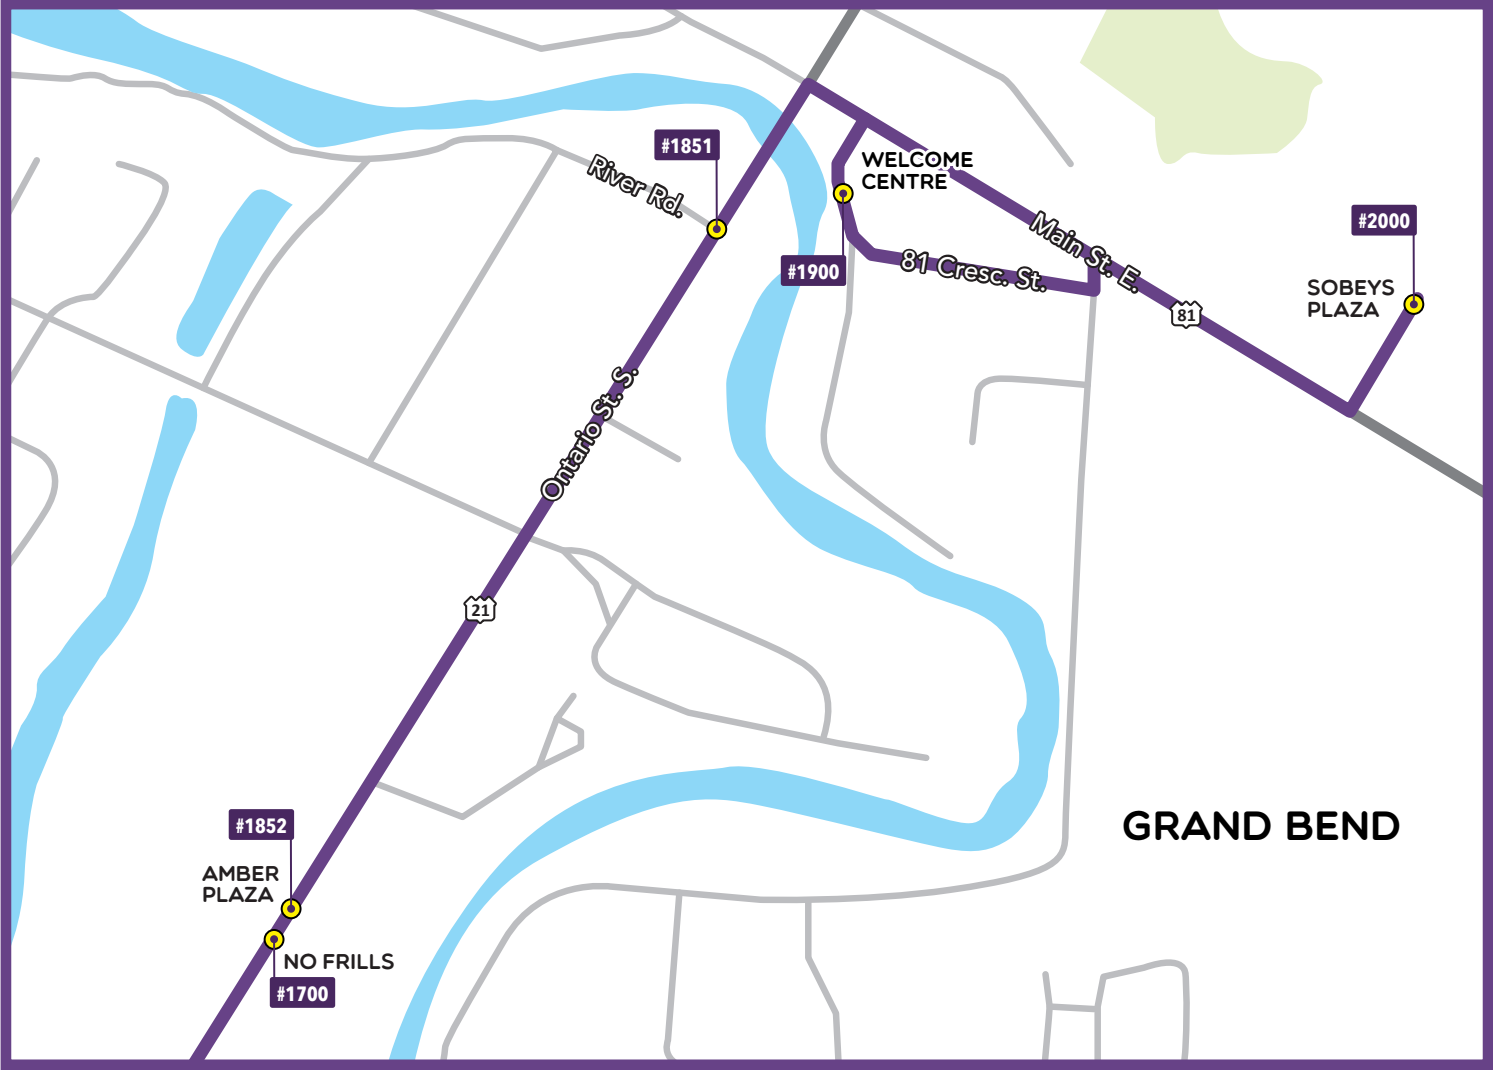 #1851
River Rd.
WELCOME
CENTRE
#1900
Main St. E.
81 Cresc. St.
81
#2000
SOBEYS
PLAZA
Ontario St. S.
21
#1852
AMBER
PLAZA
NO FRILLS
#1700
GRAND BEND